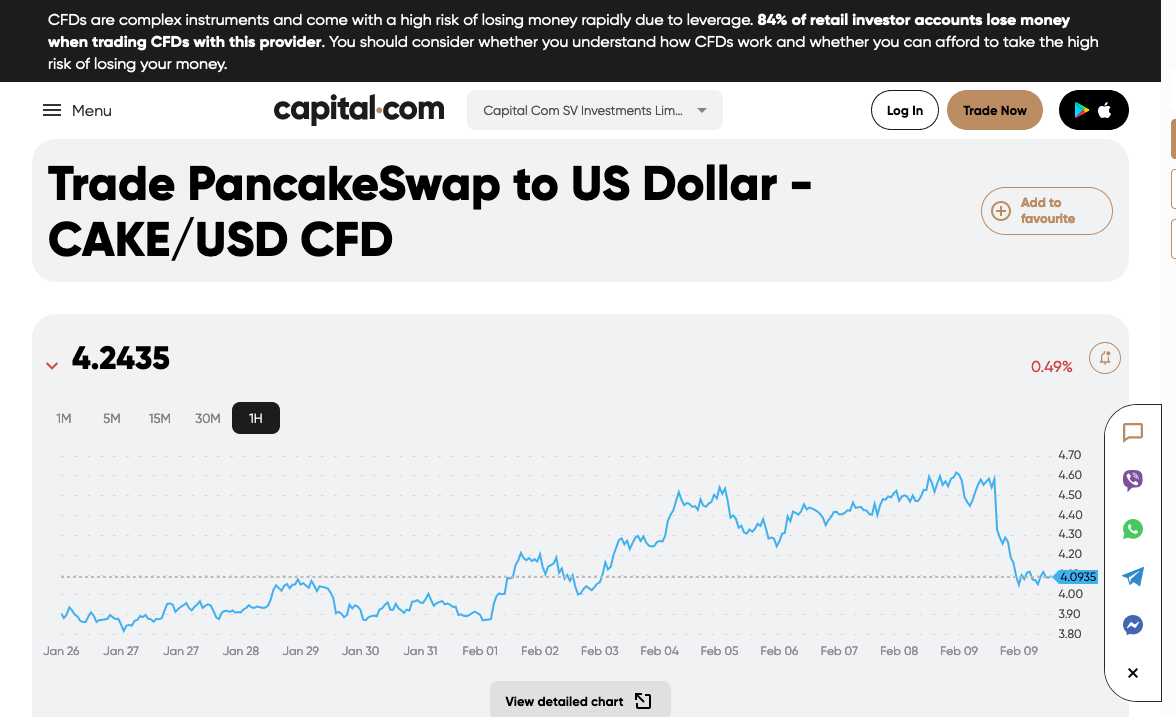 CFDs are complex instruments and come with a high risk of losing money rapidly due to leverage. 84% of retail investor accounts lose money
when trading CFDs with this provider. You should consider whether you understand how CFDs work and whether you can afford to take the high
risk of losing your money.
Menu
capital.com
Capital Com SV Investments Lim...
Log In
Trade Now
Trade PancakeSwap to US Dollar -
CAKE/USD CFD
Add to
favourite
4.2435
0.49%
1M 5M 15M 30M 1H
4.70
4.60
4.50
4.40
4.30
4.20
4.0935
4.00
3.90
3.80
Jan 26 Jan 27 Jan 27 Jan 28 Jan 29 Jan 30 Jan 31 Feb 01 Feb 02 Feb 03 Feb 04 Feb 05 Feb 06 Feb 07 Feb 08 Feb 09 Feb 09
View detailed chart